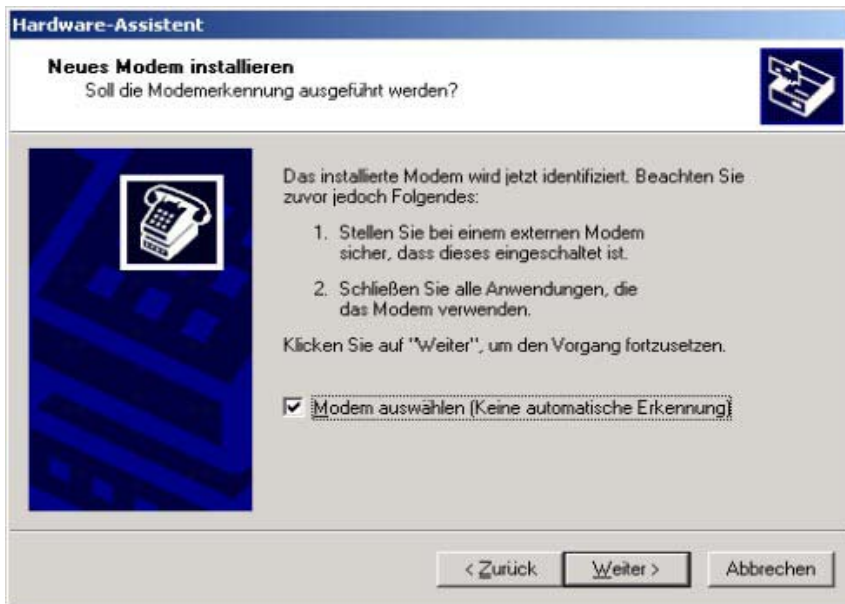 Hardware-Assistent
Neues Modem installieren
Soll die Modemerkennung ausgeführt werden?
Das installierte Modem wird jetzt identifiziert. Beachten Sie
zuvor jedoch Folgendes:
1. Stellen Sie bei einem externen Modem
sicher, dass dieses eingeschaltet ist.
2. Schließen Sie alle Anwendungen, die
das Modem verwenden.
Klicken Sie auf "Weiter", um den Vorgang fortzusetzen.
Modem auswählen (Keine automatische Erkennung)
< Zurück Weiter > Abbrechen